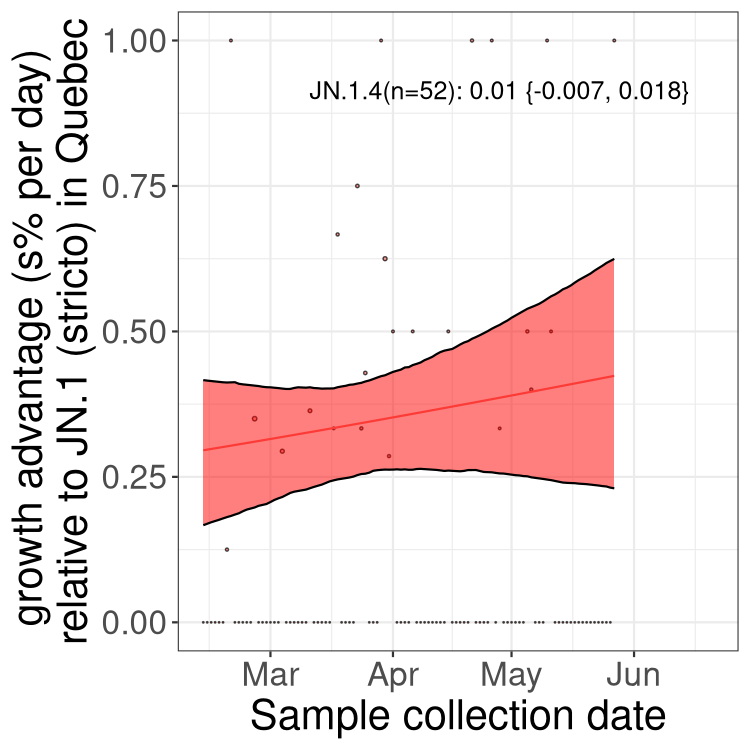 growth advantage (s% per day)
relative to JN.1 (stricto) in Quebec
1.00
0.75
0.50
0.25
0.00
JN.1.4(n=52): 0.01 {-0.007, 0.018}
Mar Apr May Jun
Sample collection date